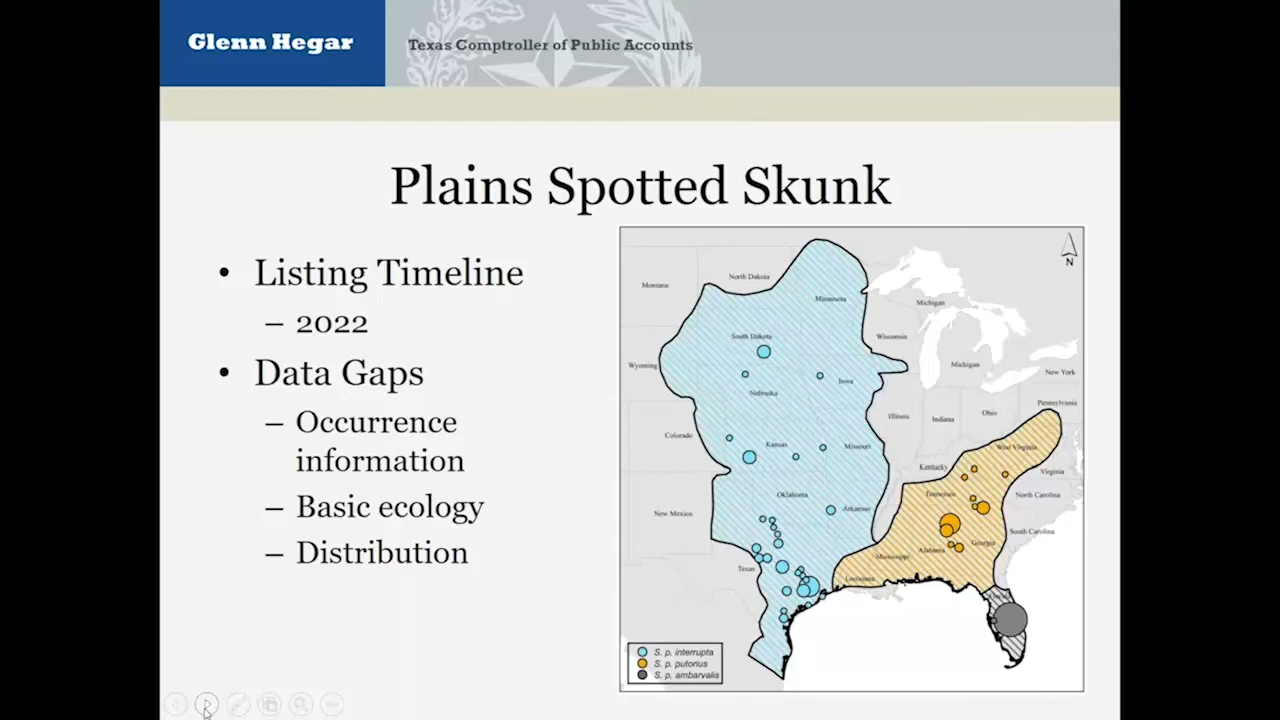 Glenn Hegar
Texas Comptroller of Public Accounts
Plains Spotted Skunk
• Listing Timeline
– 2022
• Data Gaps
– Occurrence
information
– Basic ecology
– Distribution
N
North Dakota
Montana
Minnesota
Michigan
South Dakota
Wisconsin
Wyoming
Michigan
New York
Iowa
Nebraska
Pennsylvania
Illinois
Indiana
Ohio
Colorado
Kansas
Missouri
West Virginia
Kentucky
Virginia
Oklahoma
Tennessee
North Carolina
New Mexico
Arkansas
South Carolina
Georgia
Alabama
Mississippi
Texas
Louisiana
S. p. interrupta
S. p. putorius
S. p. ambarvalis